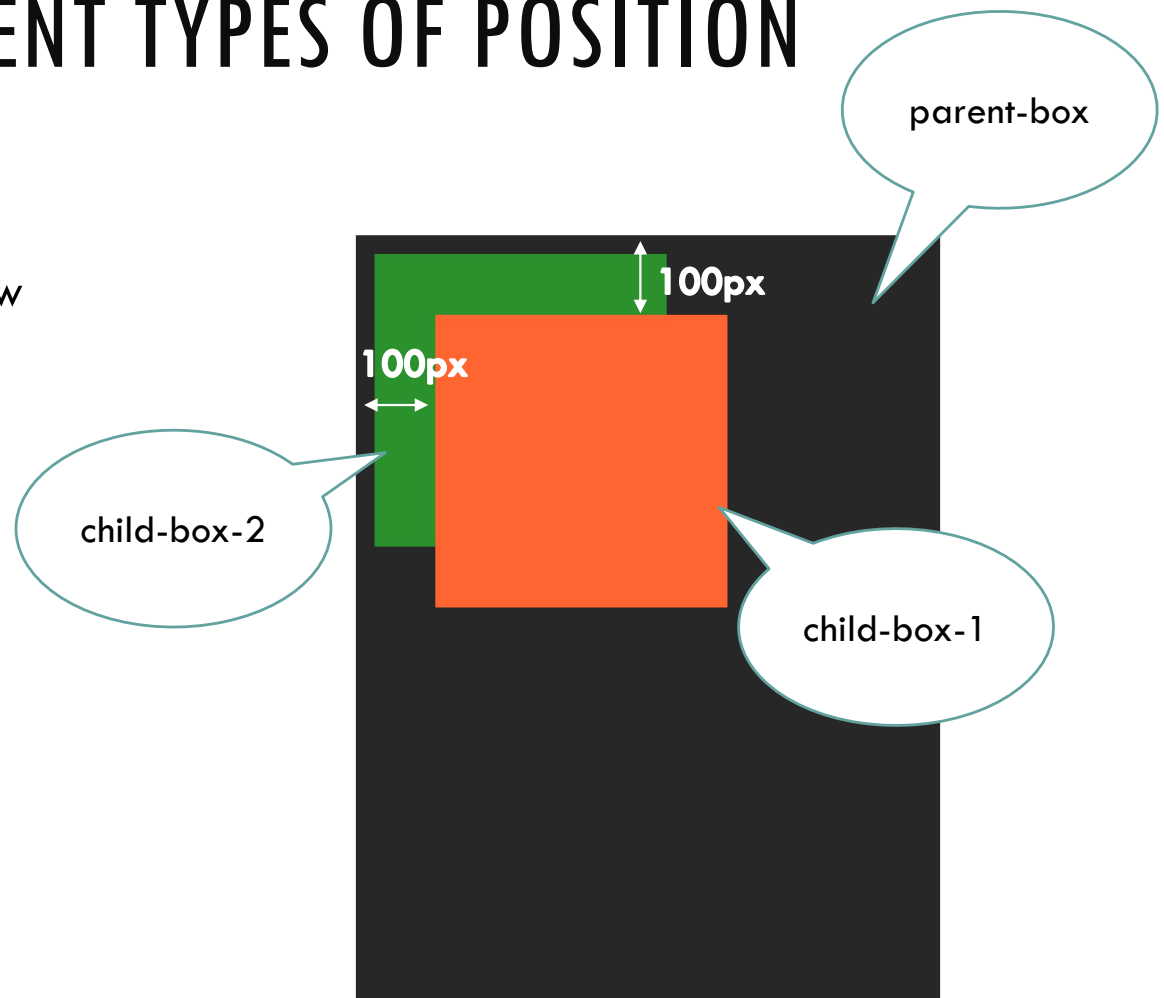 ENT TYPES OF POSITION
parent-box
w
100px
100px
child-box-2
child-box-1